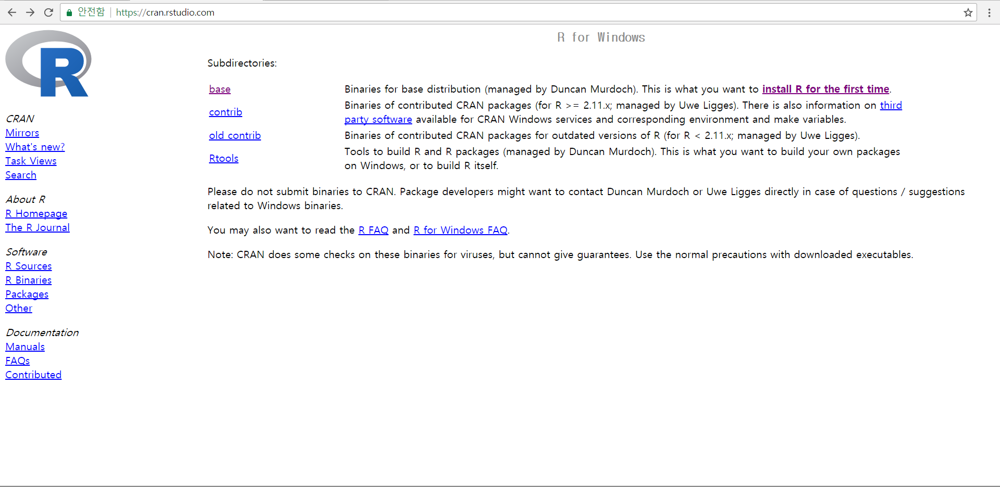 안전함 https://cran.rstudio.com
R
CRAN
Mirrors
What's new?
Task Views
Search
About R
R Homepage
The R Journal
Software
R Sources
R Binaries
Packages
Other
Documentation
Manuals
FAQs
Contributed
R for Windows
Subdirectories:
base Binaries for base distribution (managed by Duncan Murdoch). This is what you want to install R for the first time.
contrib Binaries of contributed CRAN packages (for R >= 2.11.x; managed by Uwe Ligges). There is also information on third
party software available for CRAN Windows services and corresponding environment and make variables.
old contrib Binaries of contributed CRAN packages for outdated versions of R (for R < 2.11.x; managed by Uwe Ligges).
Rtools Tools to build R and R packages (managed by Duncan Murdoch). This is what you want to build your own packages
on Windows, or to build R itself.
Please do not submit binaries to CRAN. Package developers might want to contact Duncan Murdoch or Uwe Ligges directly in case of questions / suggestions
related to Windows binaries.
You may also want to read the R FAQ and R for Windows FAQ.
Note: CRAN does some checks on these binaries for viruses, but cannot give guarantees. Use the normal precautions with downloaded executables.